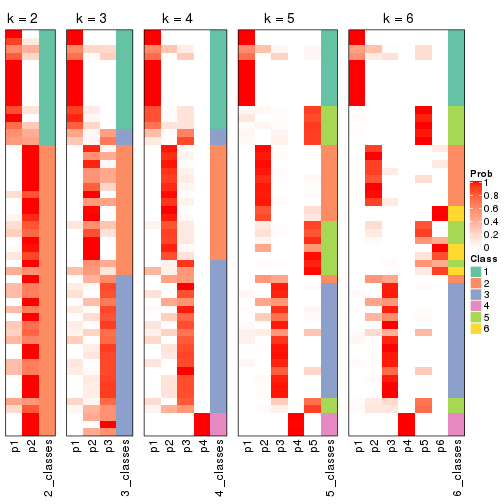 k = 2
k = 3
k = 4
k = 5
k = 6
p1
p2
2_classes
p1
p2
p3
3_classes
p1
p2
p3
p4
4_classes
p1
p2
p3
p4
p5
5_classes
p1
p2
p3
p4
p5
p6
6_classes
Prob
1
0.8
0.6
0.4
0.2
0
Class
1
2
3
4
5
6